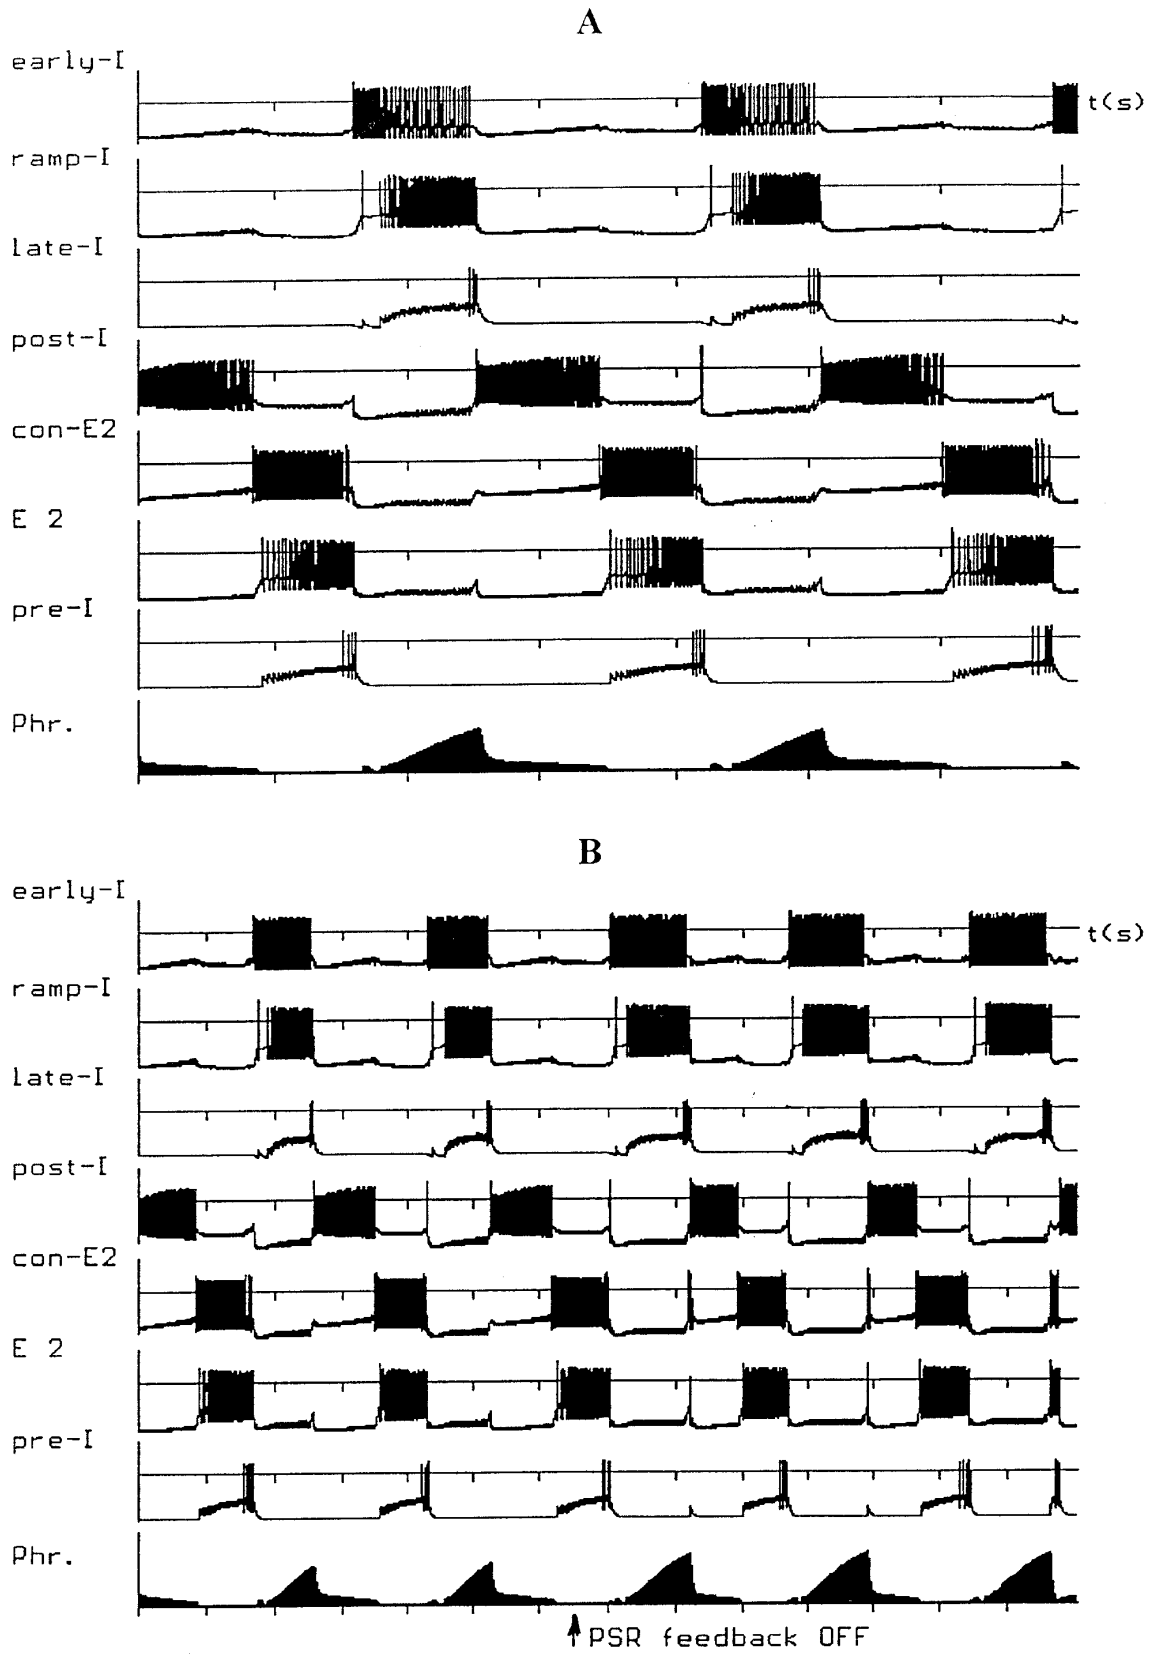 A
early-I
t(s)
ramp-I
late-I
post-I
con-E2
E 2
pre-I
Phr.
B
early-I
t(s)
ramp-I
late-I
post-I
con-E2
E 2
pre-I
Phr.
PSR feedback OFF